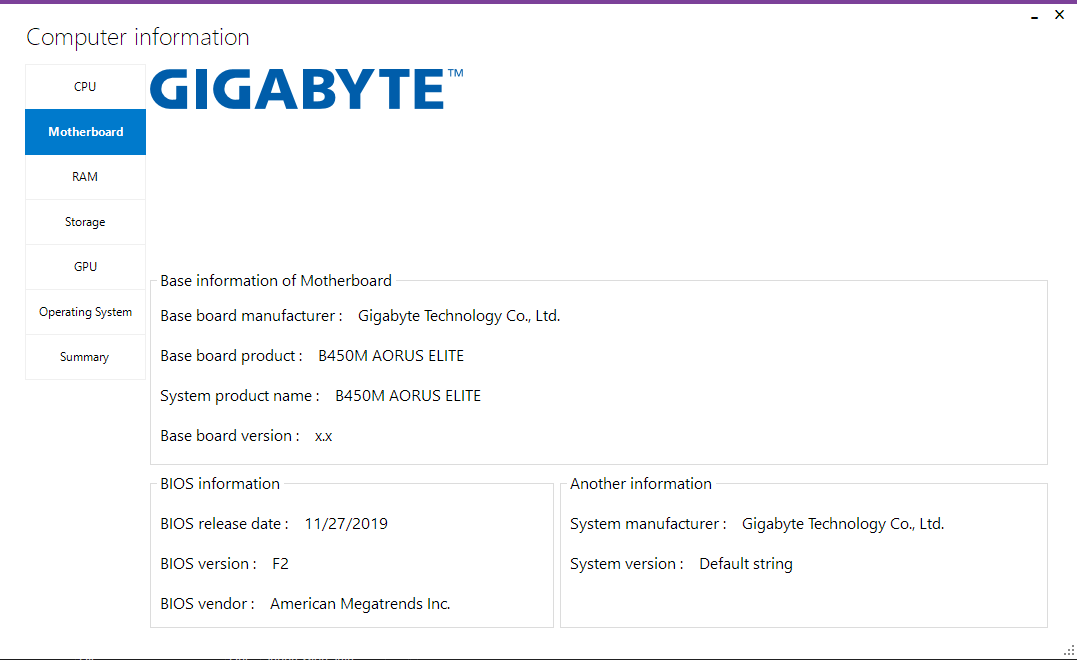 Computer information
CPU
Motherboard
RAM
Storage
GPU
Operating System
Summary
GIGABYTE™
Base information of Motherboard
Base board manufacturer : Gigabyte Technology Co., Ltd.
Base board product : B450M AORUS ELITE
System product name : B450M AORUS ELITE
Base board version : x.x
BIOS information
BIOS release date : 11/27/2019
BIOS version : F2
BIOS vendor : American Megatrends Inc.
Another information
System manufacturer : Gigabyte Technology Co., Ltd.
System version : Default string